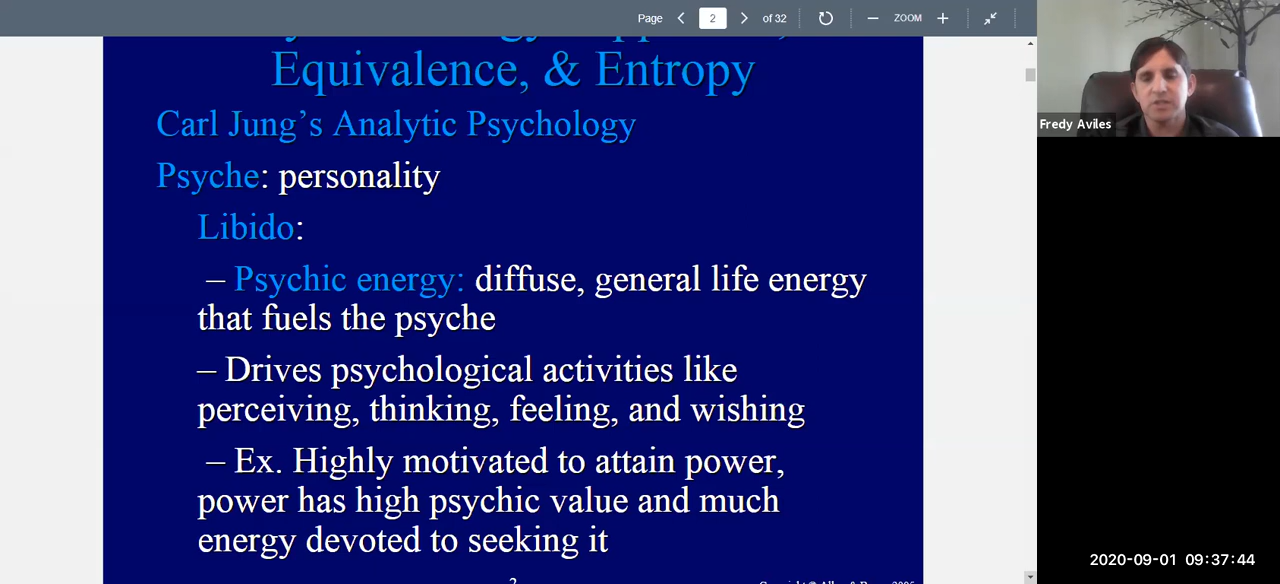 Page 2 of 32 ZOOM
Equivalence, & Entropy
Carl Jung's Analytic Psychology
Psyche: personality
Libido:
– Psychic energy: diffuse, general life energy
that fuels the psyche
– Drives psychological activities like
perceiving, thinking, feeling, and wishing
– Ex. Highly motivated to attain power,
power has high psychic value and much
energy devoted to seeking it
Fredy Aviles
2020-09-01 09:37:44